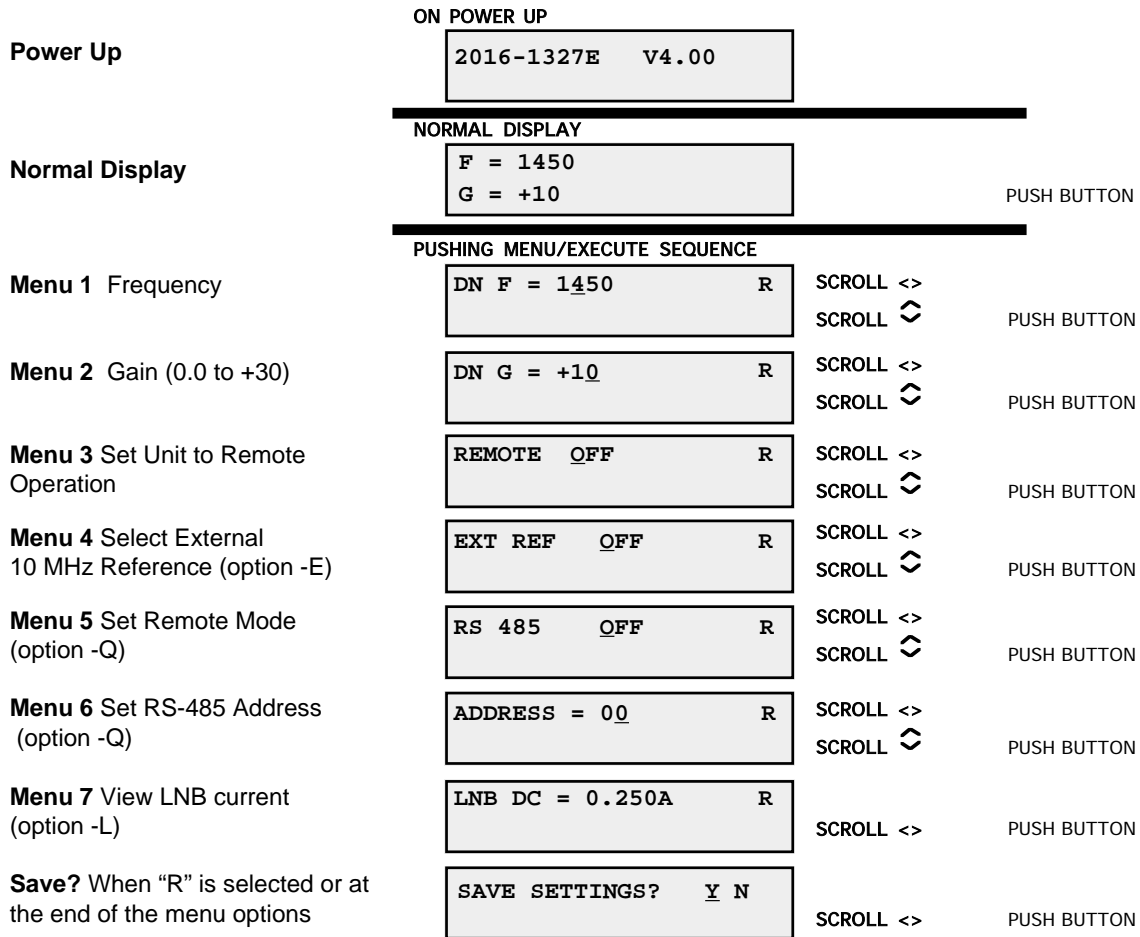 ON POWER UP
Power Up
2016-1327E V4.00
NORMAL DISPLAY
Normal Display
F = 1450
G = +10
PUSH BUTTON
PUSHING MENU/EXECUTE SEQUENCE
Menu 1 Frequency
DN F = 1450 R
SCROLL <>
SCROLL
PUSH BUTTON
Menu 2 Gain (0.0 to +30)
DN G = +10 R
SCROLL <>
SCROLL
PUSH BUTTON
Menu 3 Set Unit to Remote
Operation
REMOTE OFF R
SCROLL <>
SCROLL
PUSH BUTTON
Menu 4 Select External
10 MHz Reference (option -E)
EXT REF OFF R
SCROLL <>
SCROLL
PUSH BUTTON
Menu 5 Set Remote Mode
(option -Q)
RS 485 OFF R
SCROLL <>
SCROLL
PUSH BUTTON
Menu 6 Set RS-485 Address
(option -Q)
ADDRESS = 00 R
SCROLL <>
SCROLL
PUSH BUTTON
Menu 7 View LNB current
(option -L)
LNB DC = 0.250A R
SCROLL <>
PUSH BUTTON
Save? When “R” is selected or at
the end of the menu options
SAVE SETTINGS? Y N
SCROLL <>
PUSH BUTTON